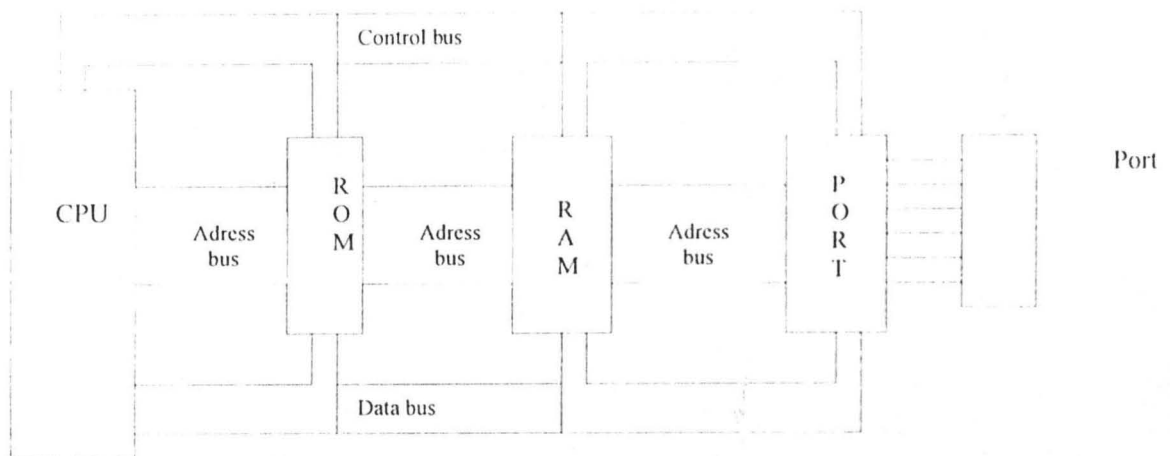 Control bus
CPU
Adress
bus
R
O
M
Adress
bus
R
A
M
Adress
bus
P
O
R
T
Port
Data bus